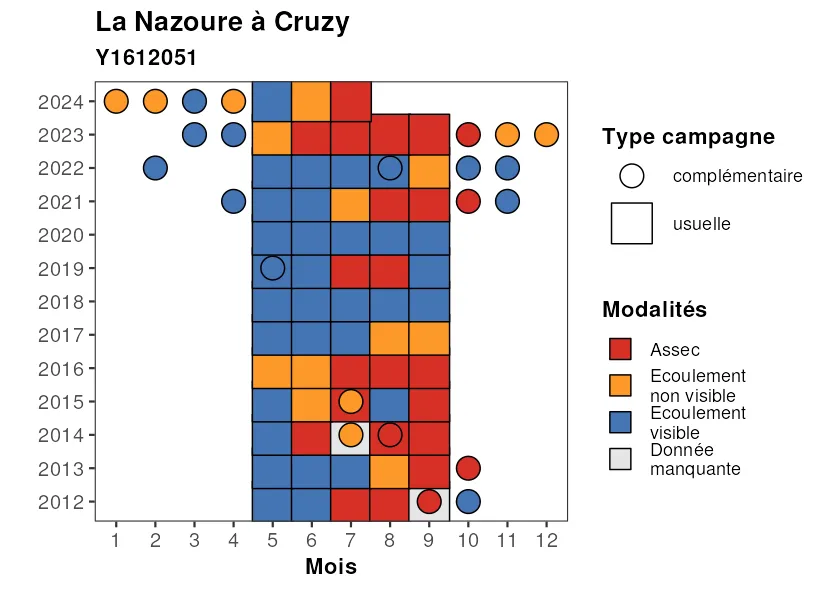 La Nazoure à Cruzy
Y1612051
2024
2023
2022
2021
2020
2019
2018
2017
2016
2015
2014
2013
2012
1 2 3 4 5 6 7 8 9 10 11 12
Mois
Type campagne
complémentaire
usuelle
Modalités
Assec
Ecoulement
non visible
Ecoulement
visible
Donnée
manquante